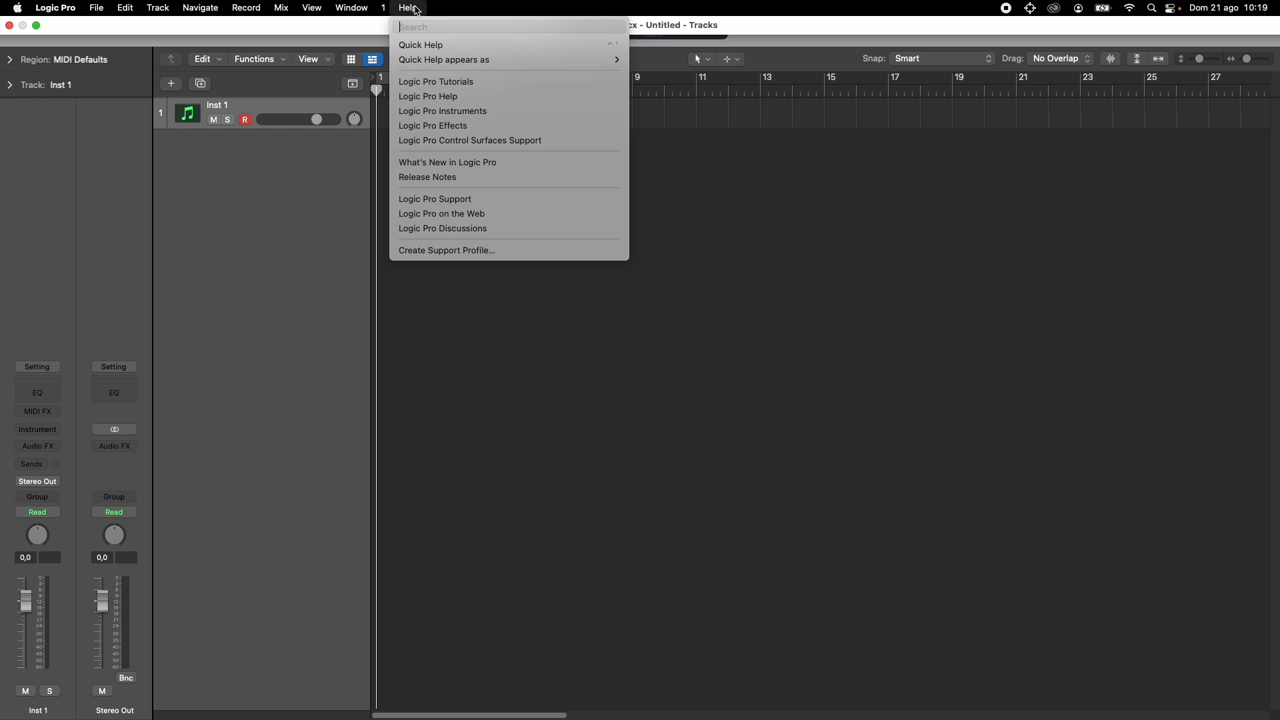 Logic Pro File Edit Track Navigate Record Mix View Window 1 Help Dom 21 ago 10:19
- Untitled - Tracks
Search
Quick Help
Quick Help appears as
Logic Pro Tutorials
Logic Pro Help
Logic Pro Instruments
Logic Pro Effects
Logic Pro Control Surfaces Support
What's New in Logic Pro
Release Notes
Logic Pro Support
Logic Pro on the Web
Logic Pro Discussions
Create Support Profile...
Region: MIDI Defaults
Edit Functions View
Snap: Smart Drag: No Overlap
Track: Inst 1
1 9 11 13 15 17 19 21 23 25 27
1 Inst 1
M S R
Setting Setting
EQ EQ
MIDI FX
Instrument
Audio FX Audio FX
Sends
Stereo Out
Group Group
Read Read
0,0 0,0
Bnc
M S M
Inst 1 Stereo Out